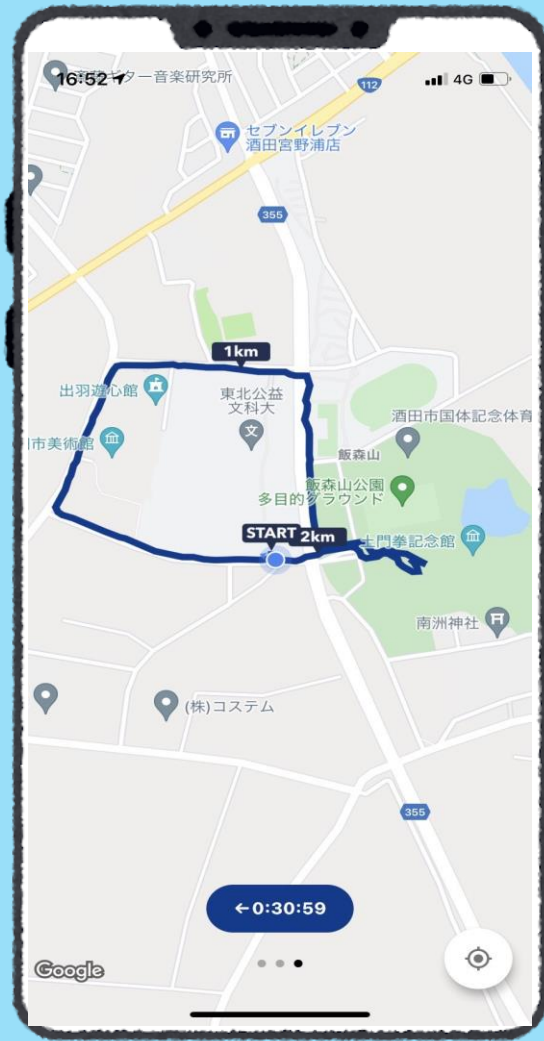 16:52
ギター音楽研究所
4G
112
セブンイレブン
酒田宮野浦店
355
1km
出羽遊心館
東北公益
文科大
酒田市国体記念体育
市美術館
飯森山
飯森山公園
多目的グラウンド
START
2km
土門拳記念館
南洲神社
(株)コステム
355
←0:30:59
Google